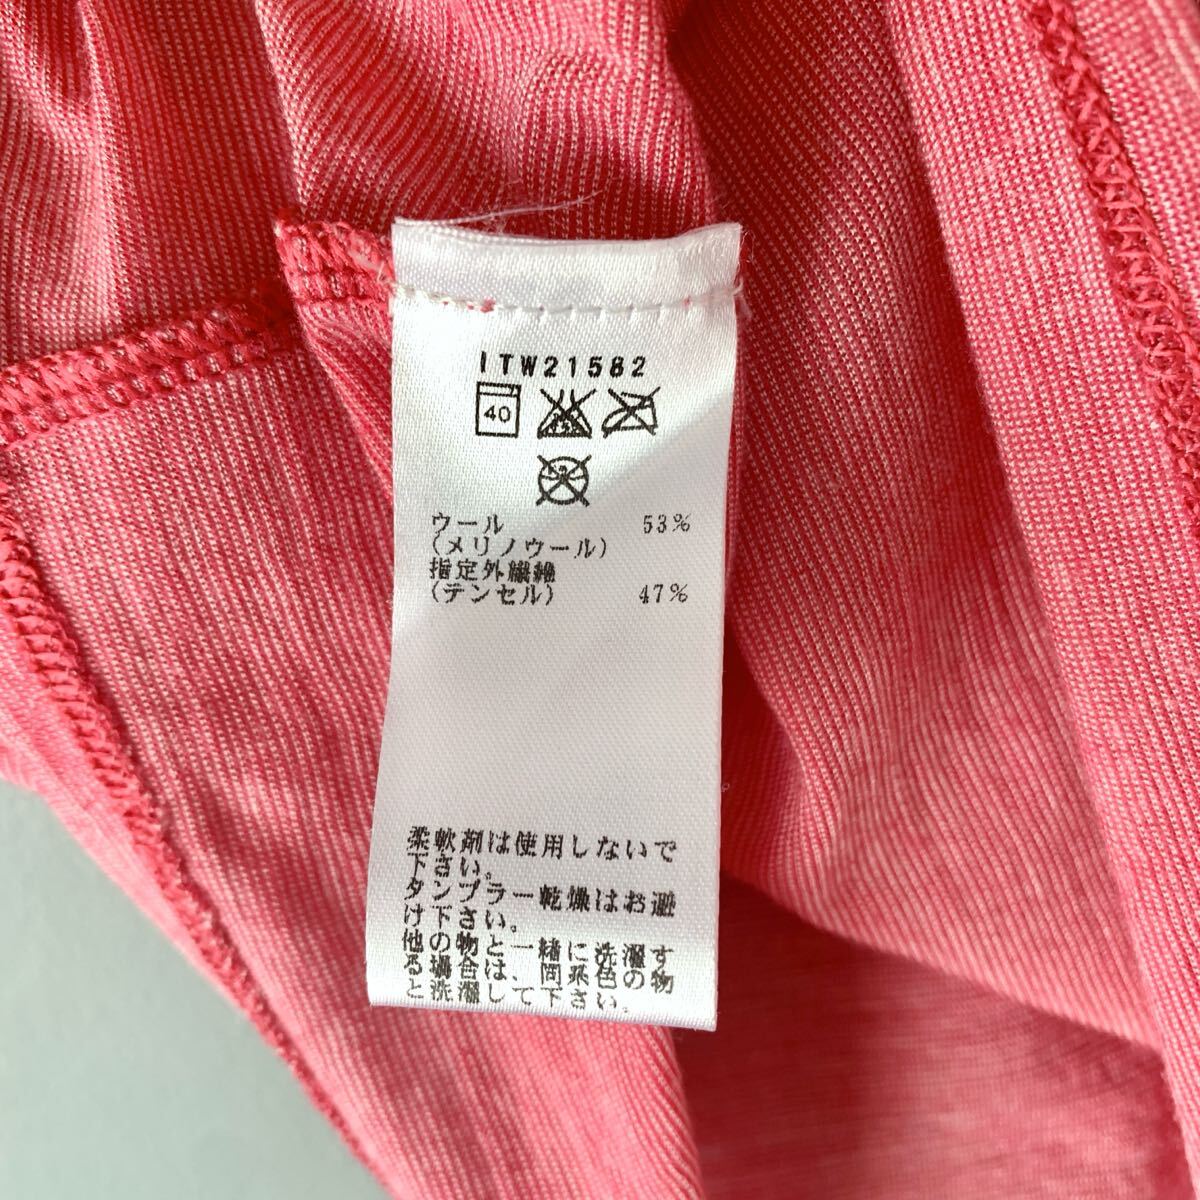 ITW21582
40
ウール 53%
(メリノウール)
指定外繊維
(テンセル) 47%
柔軟剤は使用しないで
下さい。
タンブラー乾燥はお避
け下さい。
他の物と一緒に洗濯す
る場合は、同系色の物
と洗濯して下さい。